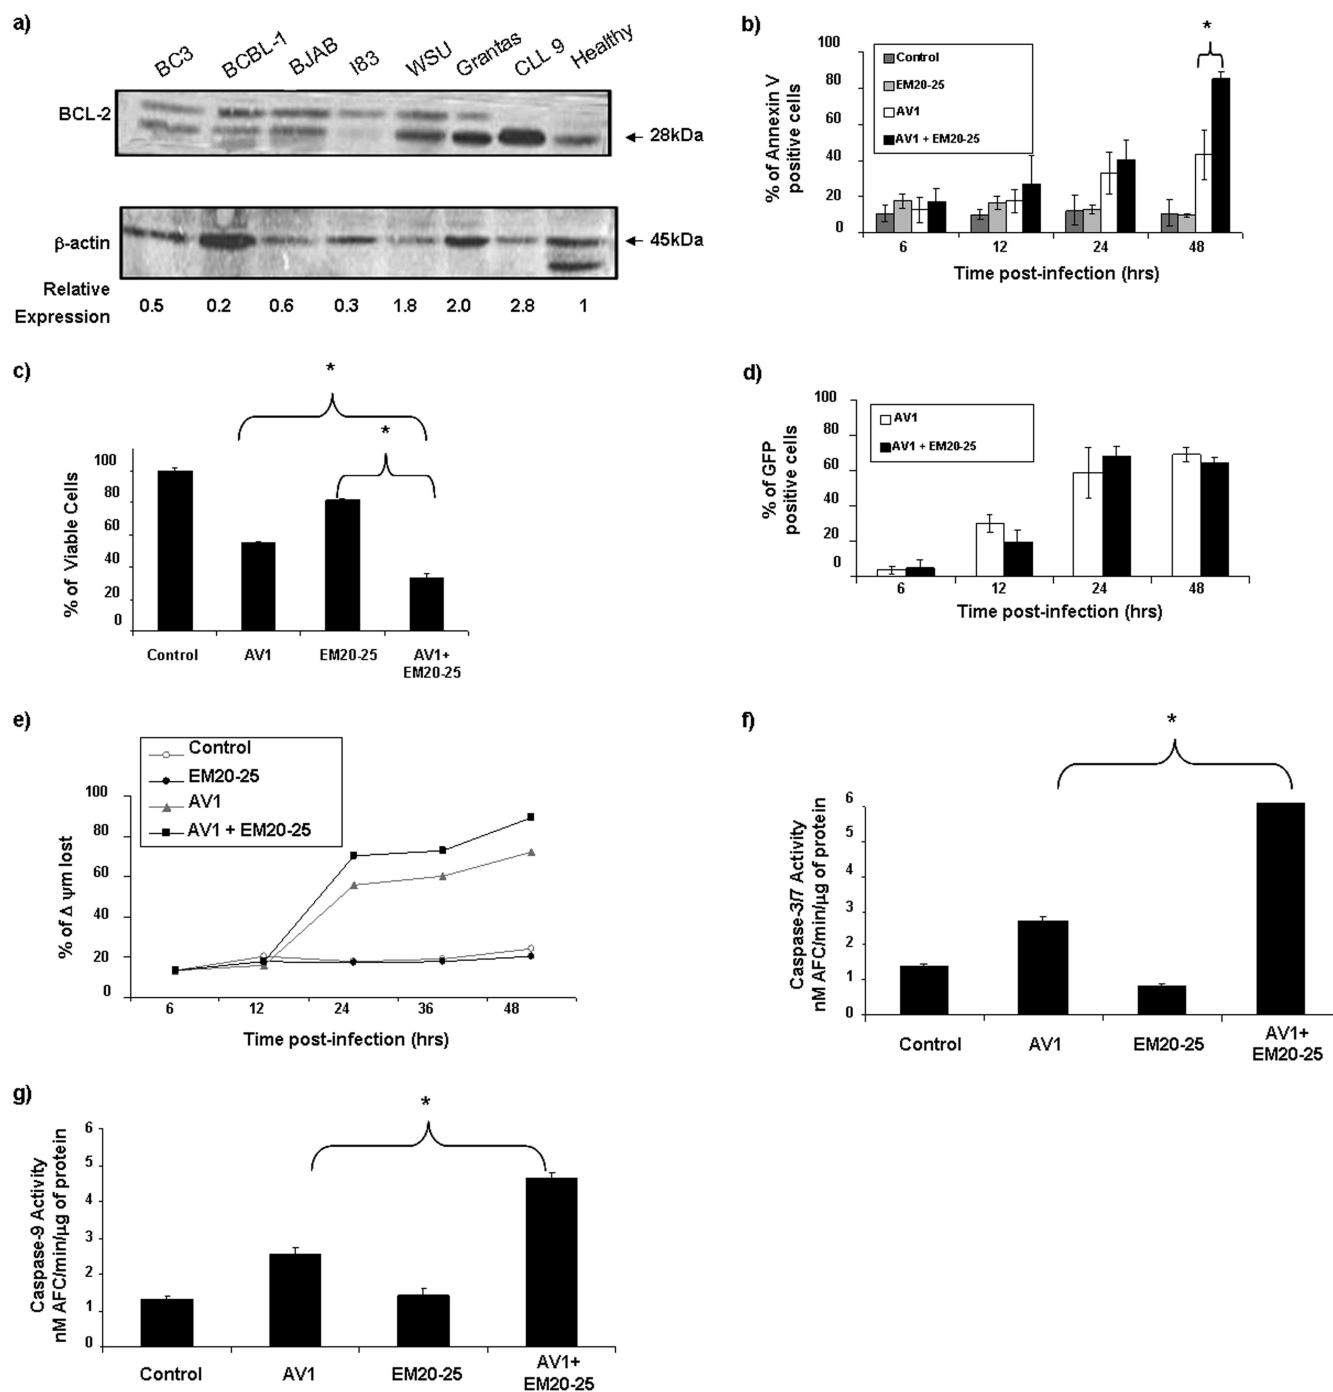 a)
BC3 BCBL-1 BJAB I83 WSU Grantas CLL 9 Healthy
BCL-2
28kDa
β-actin
45kDa
Relative
Expression
0.5 0.2 0.6 0.3 1.8 2.0 2.8 1
b)
*
% of Annexin V
positive cells
100
80
60
40
20
0
Control
EM20-25
AV1
AV1 + EM20-25
6 12 24 48
Time post-infection (hrs)
c)
*
*
% of Viable Cells
100
80
60
40
20
0
Control AV1 EM20-25 AV1+
EM20-25
d)
% of GFP
positive cells
100
80
60
40
20
0
AV1
AV1 + EM20-25
6 12 24 48
Time post-infection (hrs)
e)
Control
EM20-25
AV1
AV1 + EM20-25
% of Δ ψm lost
100
80
60
40
20
0
6 12 24 36 48
Time post-infection (hrs)
f)
*
Caspase-3/7 Activity
nM AFC/min/µg of protein
6
5
4
3
2
1
0
Control AV1 EM20-25 AV1+
EM20-25
g)
*
Caspase-9 Activity
nM AFC/min/µg of protein
6
5
4
3
2
1
0
Control AV1 EM20-25 AV1+
EM20-25